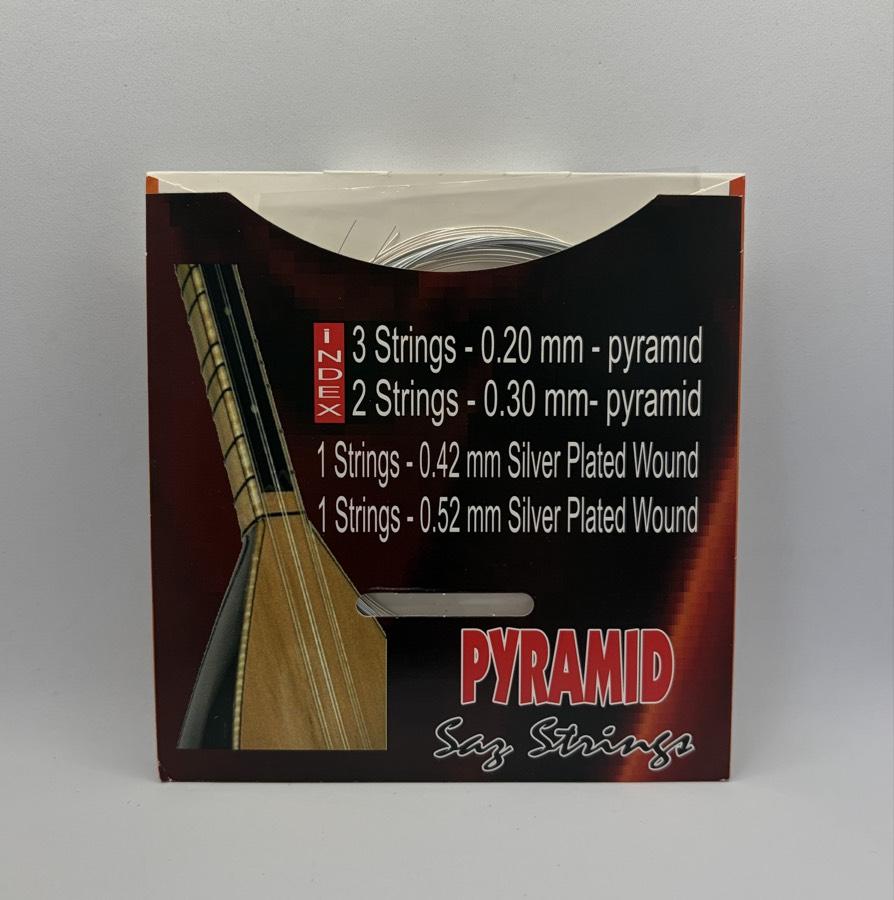 iNDEX
3 Strings - 0.20 mm - pyramıd
2 Strings - 0.30 mm- pyramid
1 Strings - 0.42 mm Silver Plated Wound
1 Strings - 0.52 mm Silver Plated Wound
PYRAMID
Saz Strings